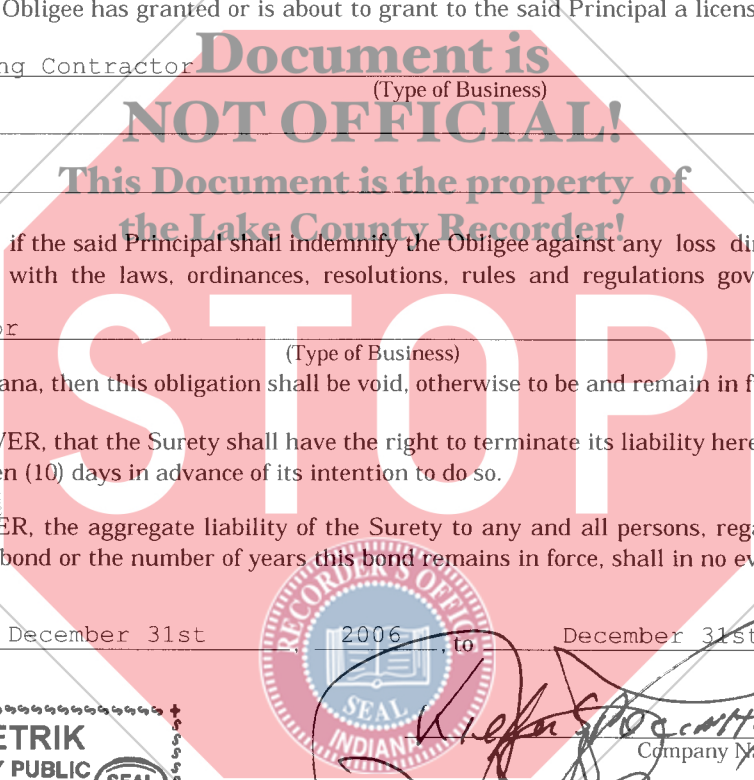 Obligee has granted or is about to grant to the said Principal a licens
ng Contractor
Document is
(Type of Business)
NOT OFFICIAL!
This Document is the property of
the Lake County Recorder!
if the said Principal shall indemnify the Obligee against any loss di
with the laws, ordinances, resolutions, rules and regulations gov
STOP
or
(Type of Business)
ana, then this obligation shall be void, otherwise to be and remain in f
VER, that the Surety shall have the right to terminate its liability here
en (10) days in advance of its intention to do so.
ER, the aggregate liability of the Surety to any and all persons, rega
bond or the number of years this bond remains in force, shall in no ev
RECORDER'S OFFICE
December 31st, 2006, to December 31st
SEAL
INDIANA
ETRIK
Company Na
Y PUBLIC
SEAL